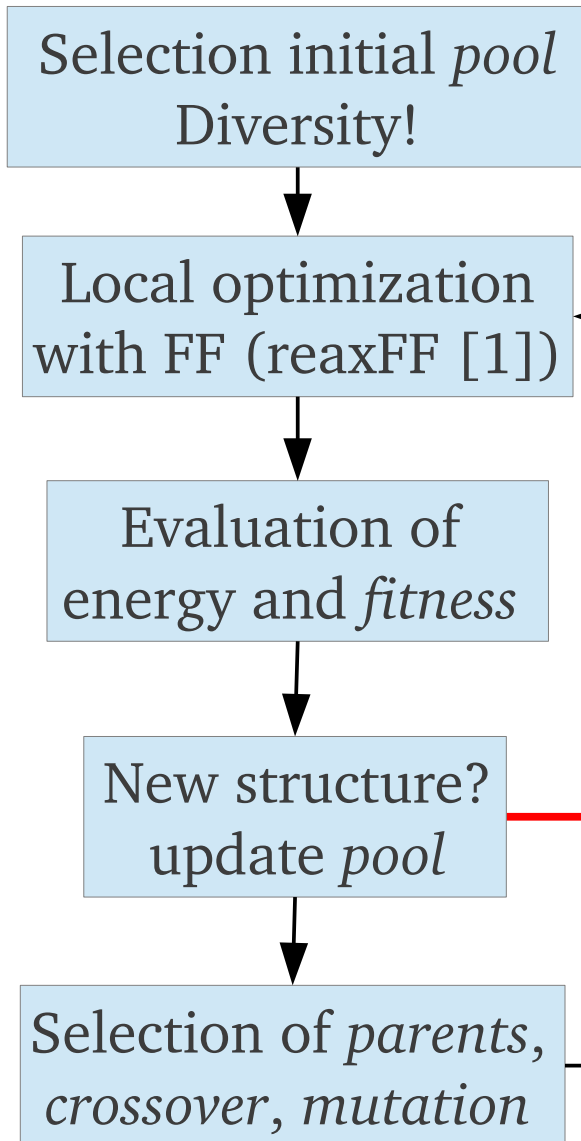 Selection initial pool
Diversity!
Local optimization
with FF (reaxFF [1])
Evaluation of
energy and fitness
New structure?
update pool
Selection of parents,
crossover, mutation